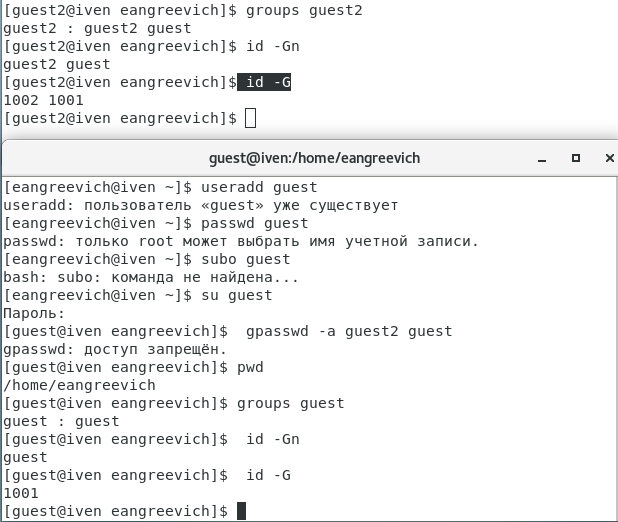 [guest2@iven eangreevich]$ groups guest2
guest2 : guest2 guest
[guest2@iven eangreevich]$ id -Gn
guest2 guest
[guest2@iven eangreevich]$ id -G
1002 1001
[guest2@iven eangreevich]$
guest@iven:/home/eangreevich
[eangreevich@iven ~]$ useradd guest
useradd: пользователь «guest» уже существует
[eangreevich@iven ~]$ passwd guest
passwd: только root может выбрать имя учетной записи.
[eangreevich@iven ~]$ subo guest
bash: subo: команда не найдена...
[eangreevich@iven ~]$ su guest
Пароль:
[guest@iven eangreevich]$  gpasswd -a guest2 guest
gpasswd: доступ запрещён.
[guest@iven eangreevich]$ pwd
/home/eangreevich
[guest@iven eangreevich]$ groups guest
guest : guest
[guest@iven eangreevich]$  id -Gn
guest
[guest@iven eangreevich]$  id -G
1001
[guest@iven eangreevich]$